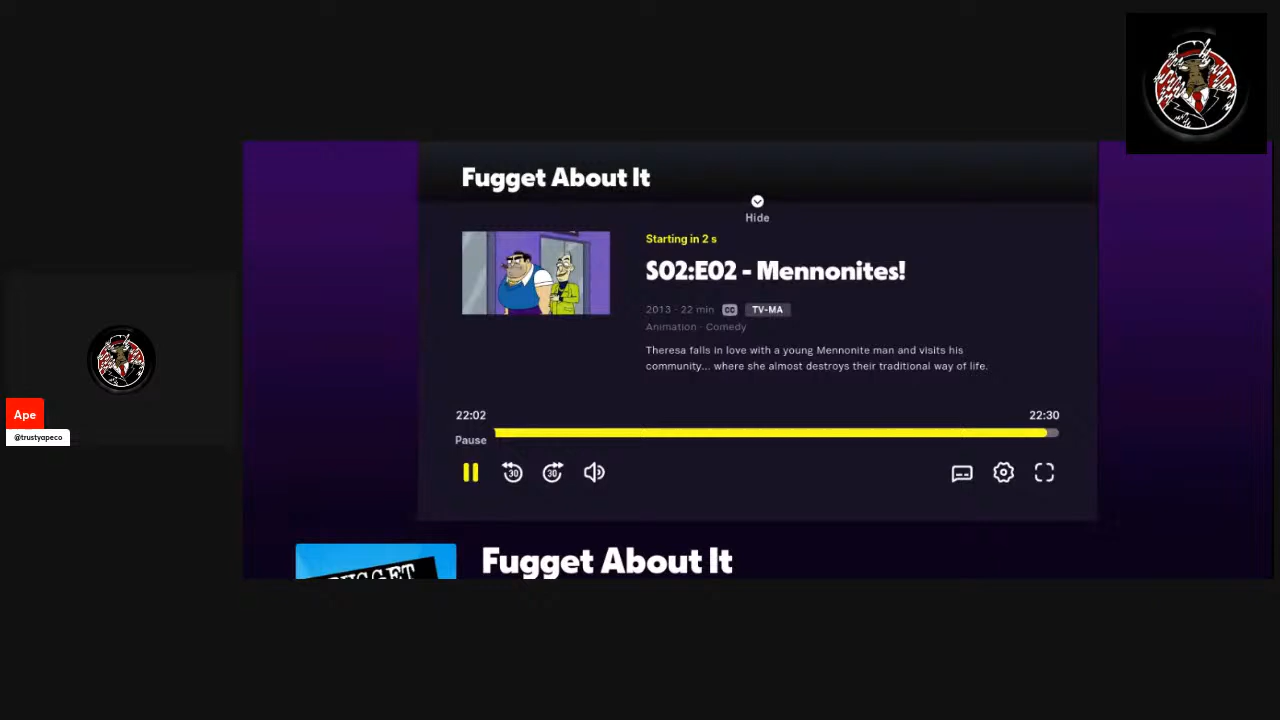 Fugget About It
Hide
Starting in 2 s
S02:E02 - Mennonites!
2013 · 22 min CC TV-MA
Animation · Comedy
Theresa falls in love with a young Mennonite man and visits his
community... where she almost destroys their traditional way of life.
22:02
22:30
Pause
30
30
Ape
@trustyapeco
Fugget About It